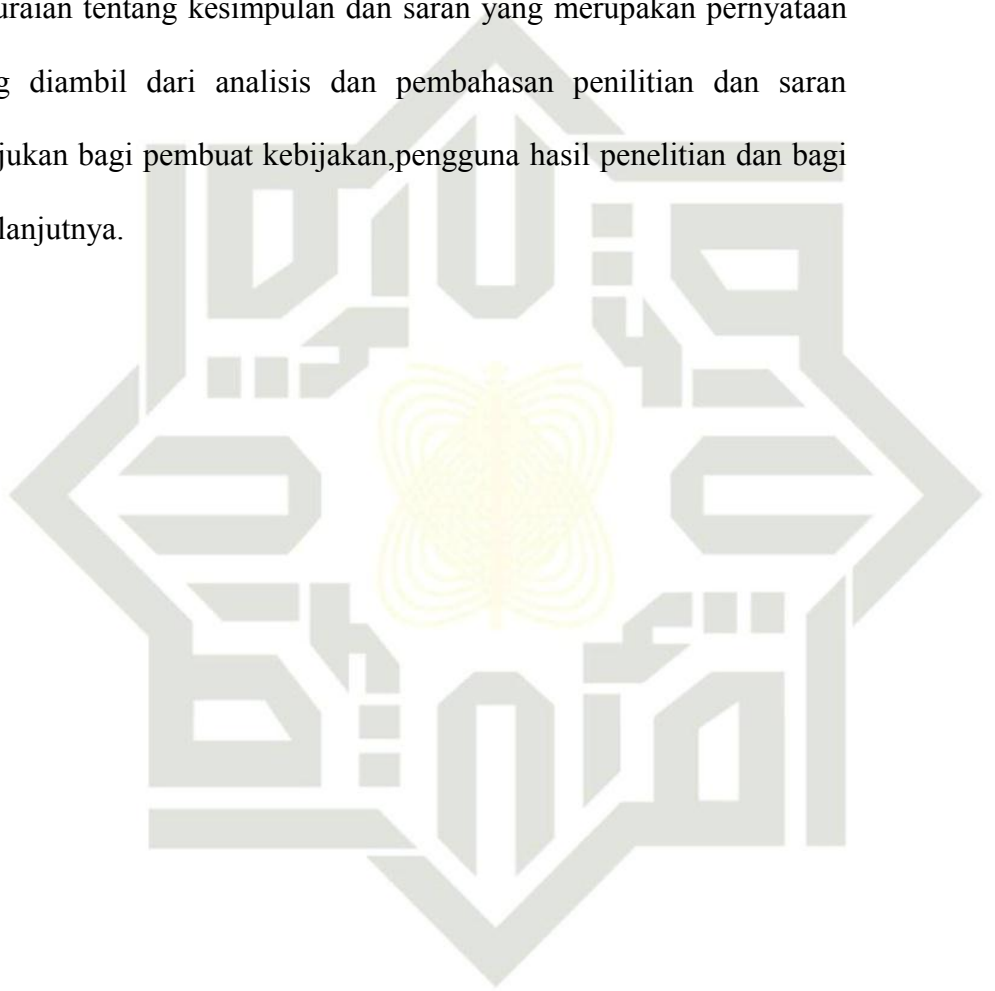 uraian tentang kesimpulan dan saran yang merupakan pernyataan
g diambil dari analisis dan pembahasan penilitian dan saran
jukan bagi pembuat kebijakan,pengguna hasil penelitian dan bagi
lanjutnya.